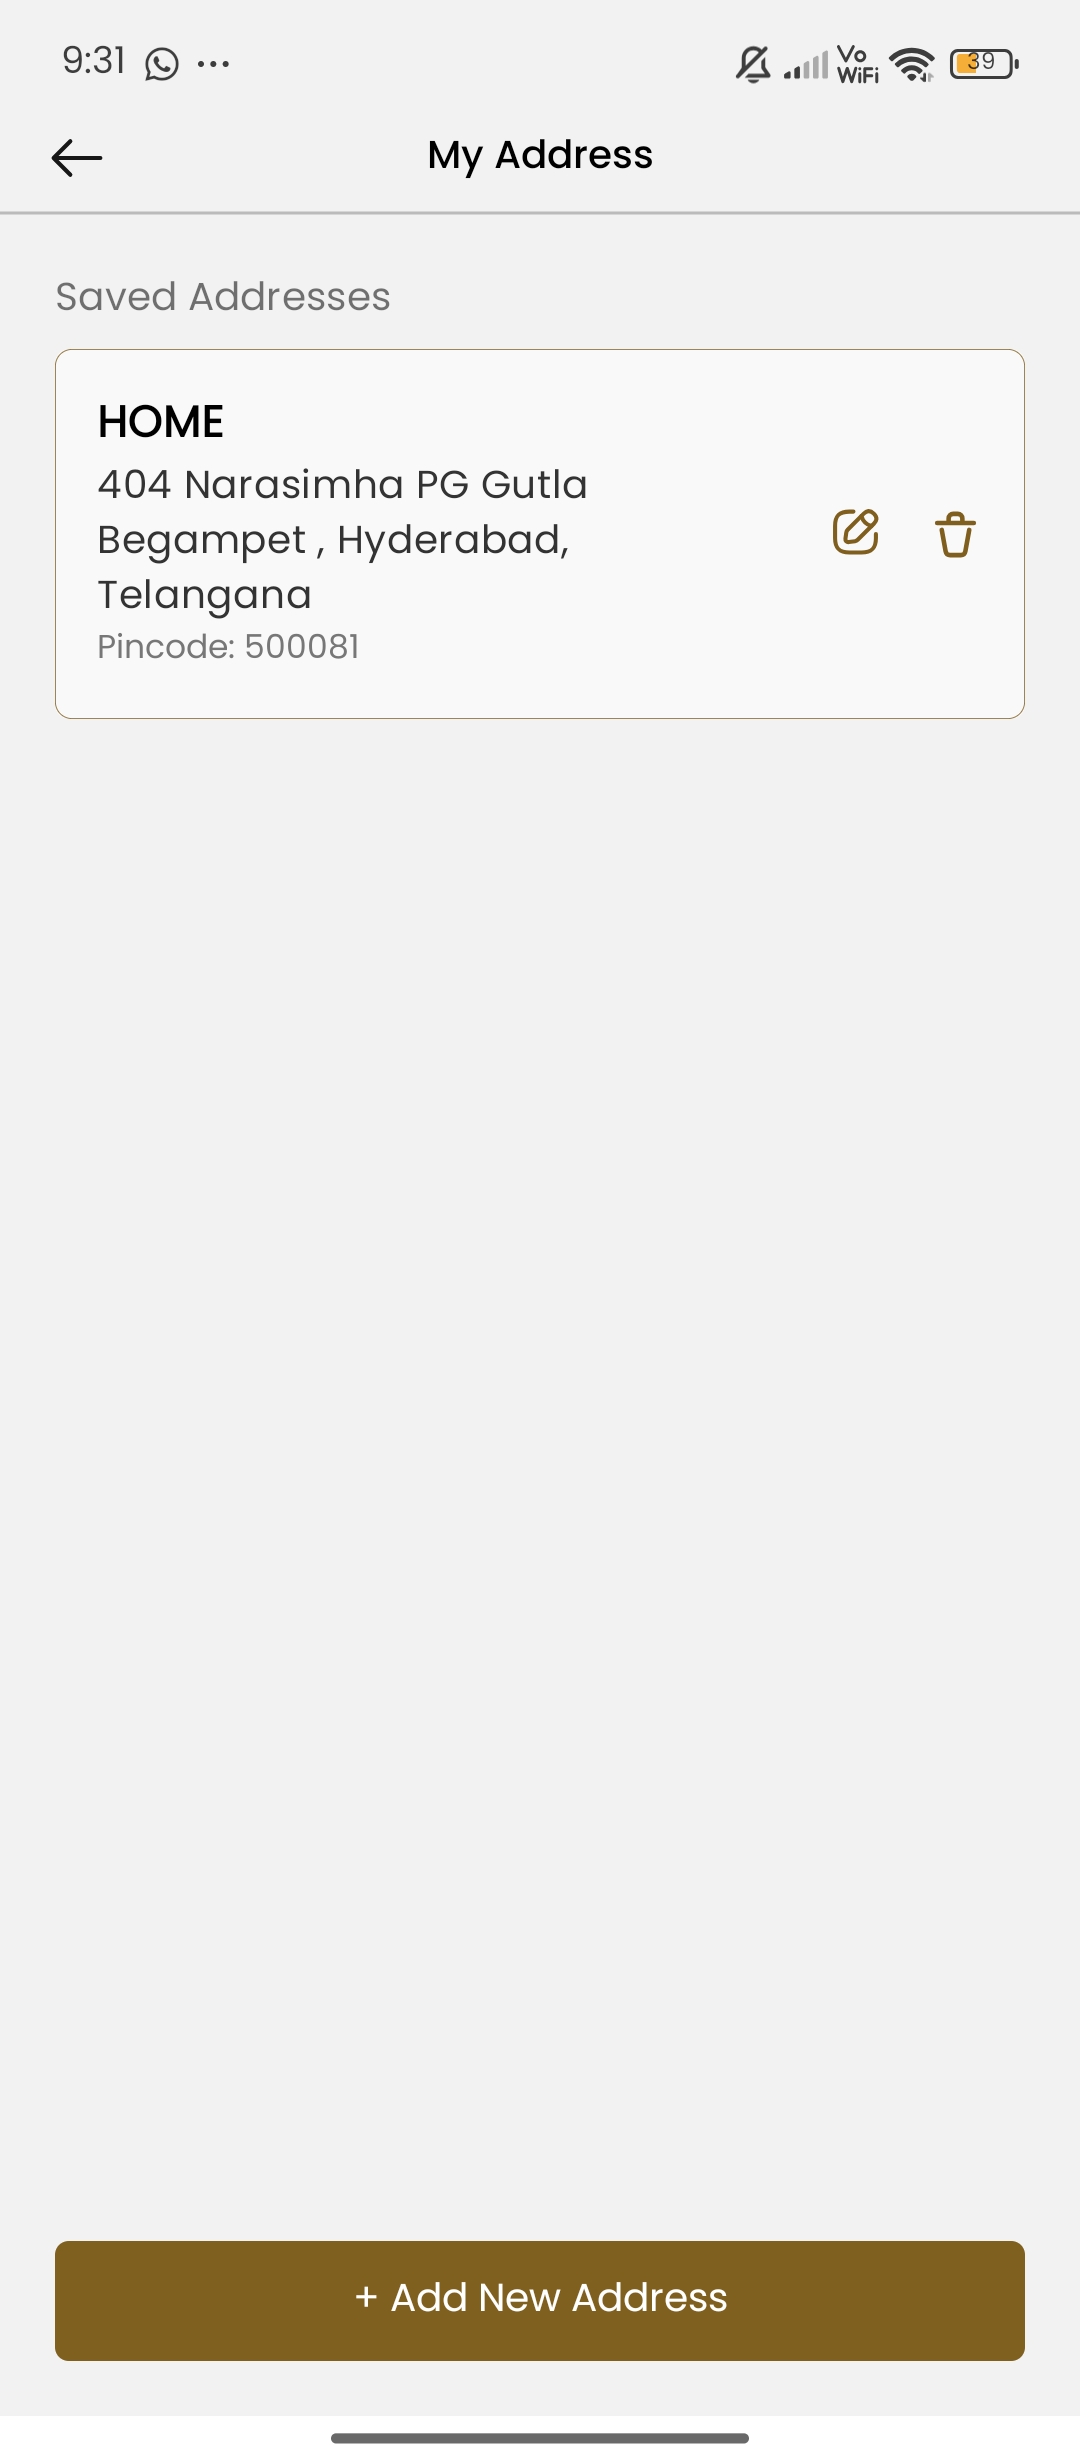 9:31
Vo
WiFi
39
My Address
Saved Addresses
HOME
404 Narasimha PG Gutla
Begampet , Hyderabad,
Telangana
Pincode: 500081
+ Add New Address